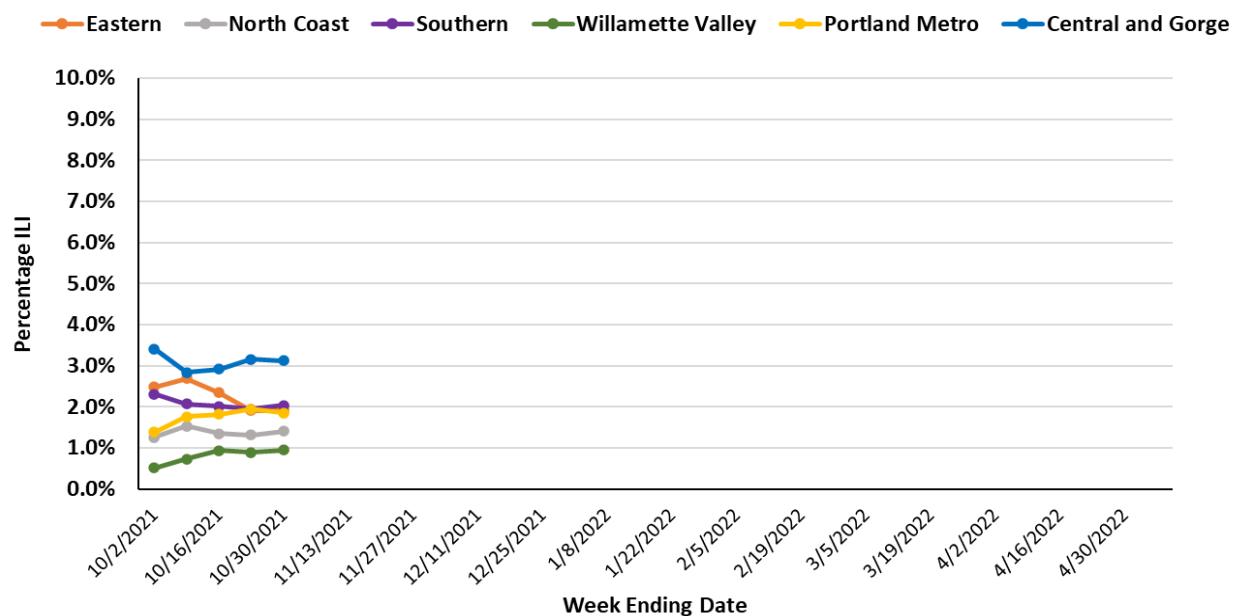 Eastern North Coast Southern Willamette Valley Portland Metro Central and Gorge
10.0%
9.0%
8.0%
7.0%
6.0%
5.0%
4.0%
3.0%
2.0%
1.0%
0.0%
Percentage ILI
10/2/2021 10/16/2021 10/30/2021 11/13/2021 11/27/2021 12/11/2021 12/25/2021 1/8/2022 1/22/2022 2/5/2022 2/19/2022 3/5/2022 3/19/2022 4/2/2022 4/16/2022 4/30/2022
Week Ending Date